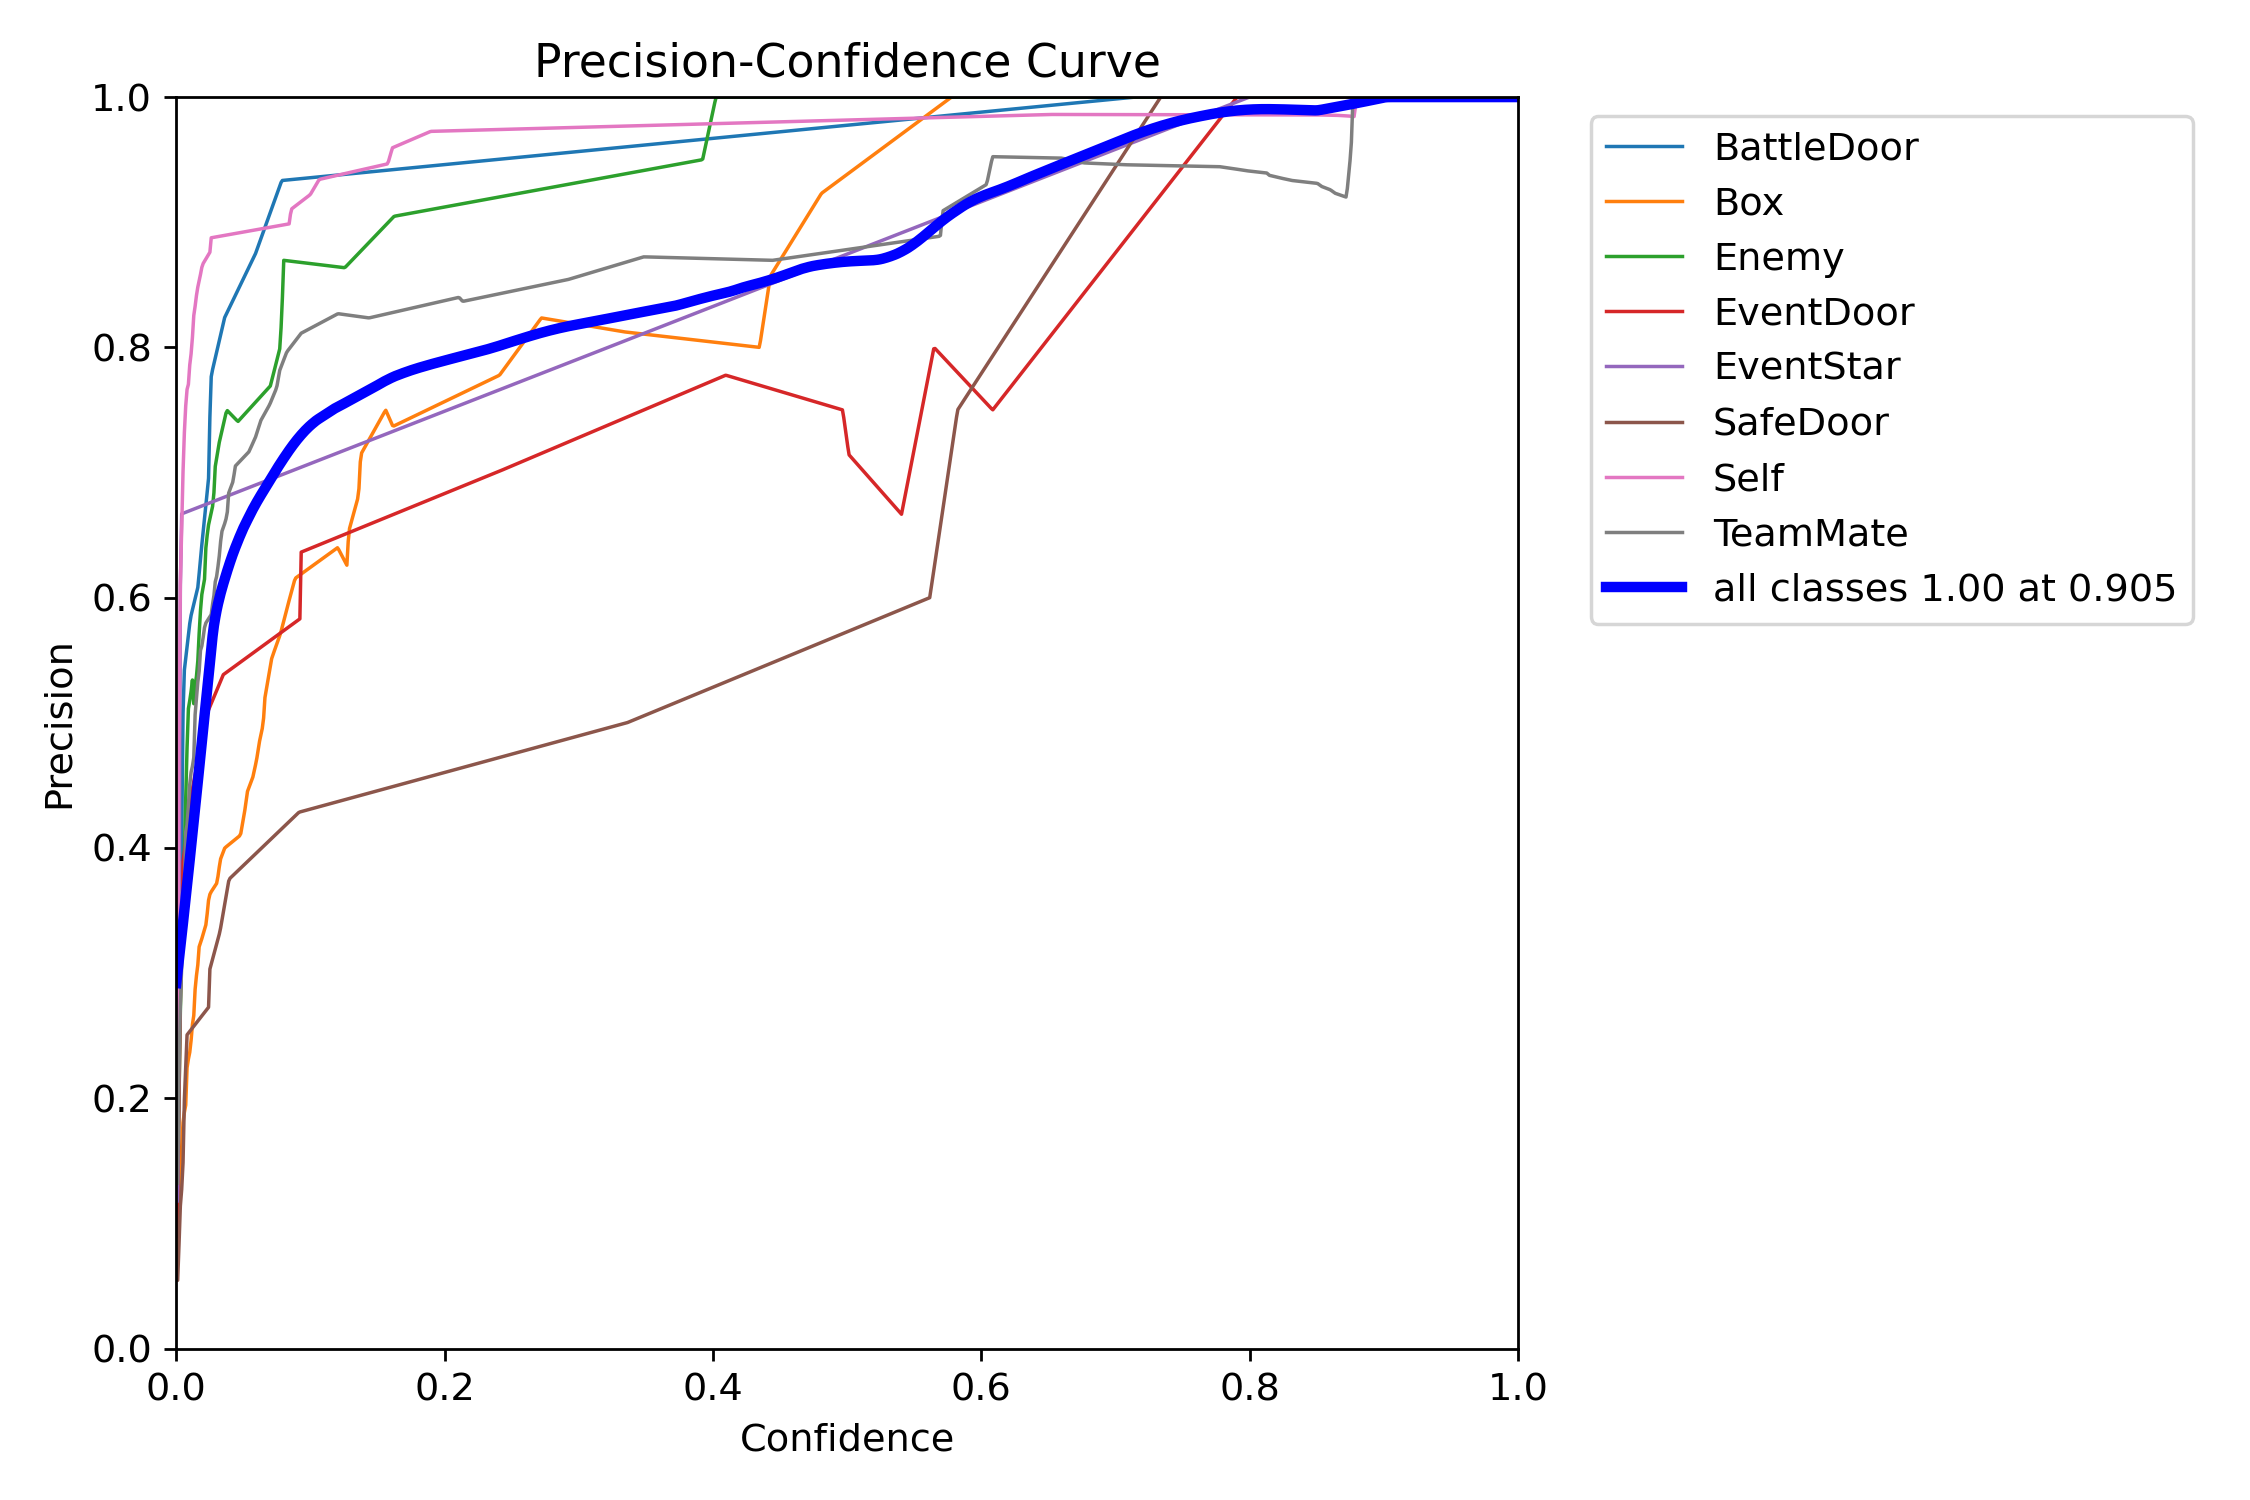 Precision-Confidence Curve
1.0
0.8
0.6
0.4
0.2
0.0
Precision
0.0 0.2 0.4 0.6 0.8 1.0
Confidence
BattleDoor
Box
Enemy
EventDoor
EventStar
SafeDoor
Self
TeamMate
all classes 1.00 at 0.905